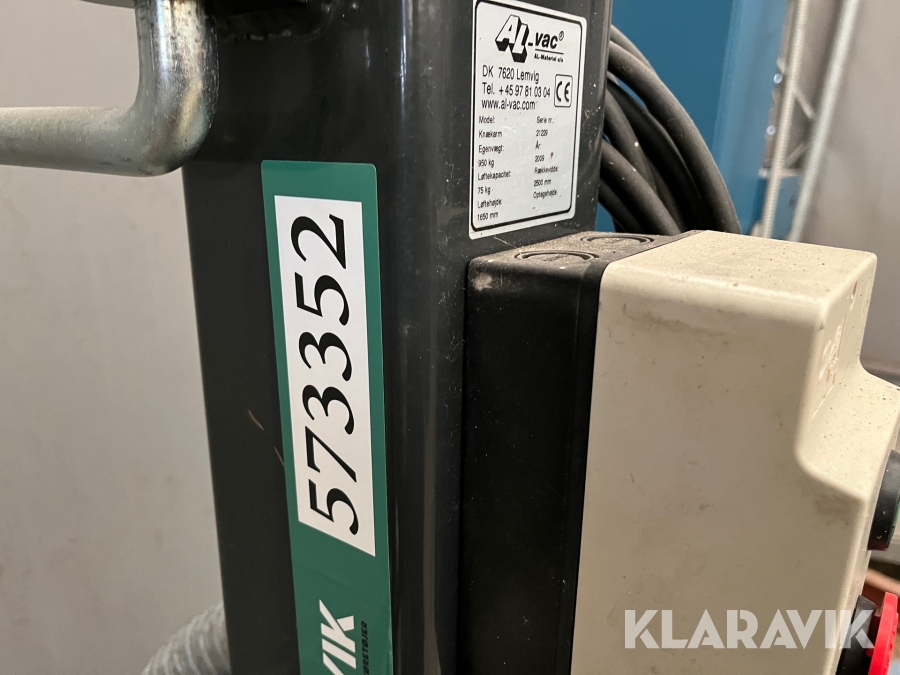 AL-vac®
AL-Material a/s
DK 7620 Lemvig
Tel. +45 97 81 03 04
www.al-vac.com
CE
Model: Serie nr.:
Knækarm 21229
Egenvægt: År:
950 kg 2009
Løftekapacitet: Rækkevidde:
75 kg 2500 mm
Løftehøjde: Optagehøjde:
1650 mm
573352
VIK
KLARAVIK